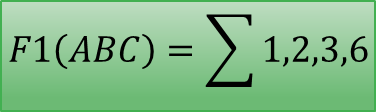 F1(ABC) = ∑ 1,2,3,6